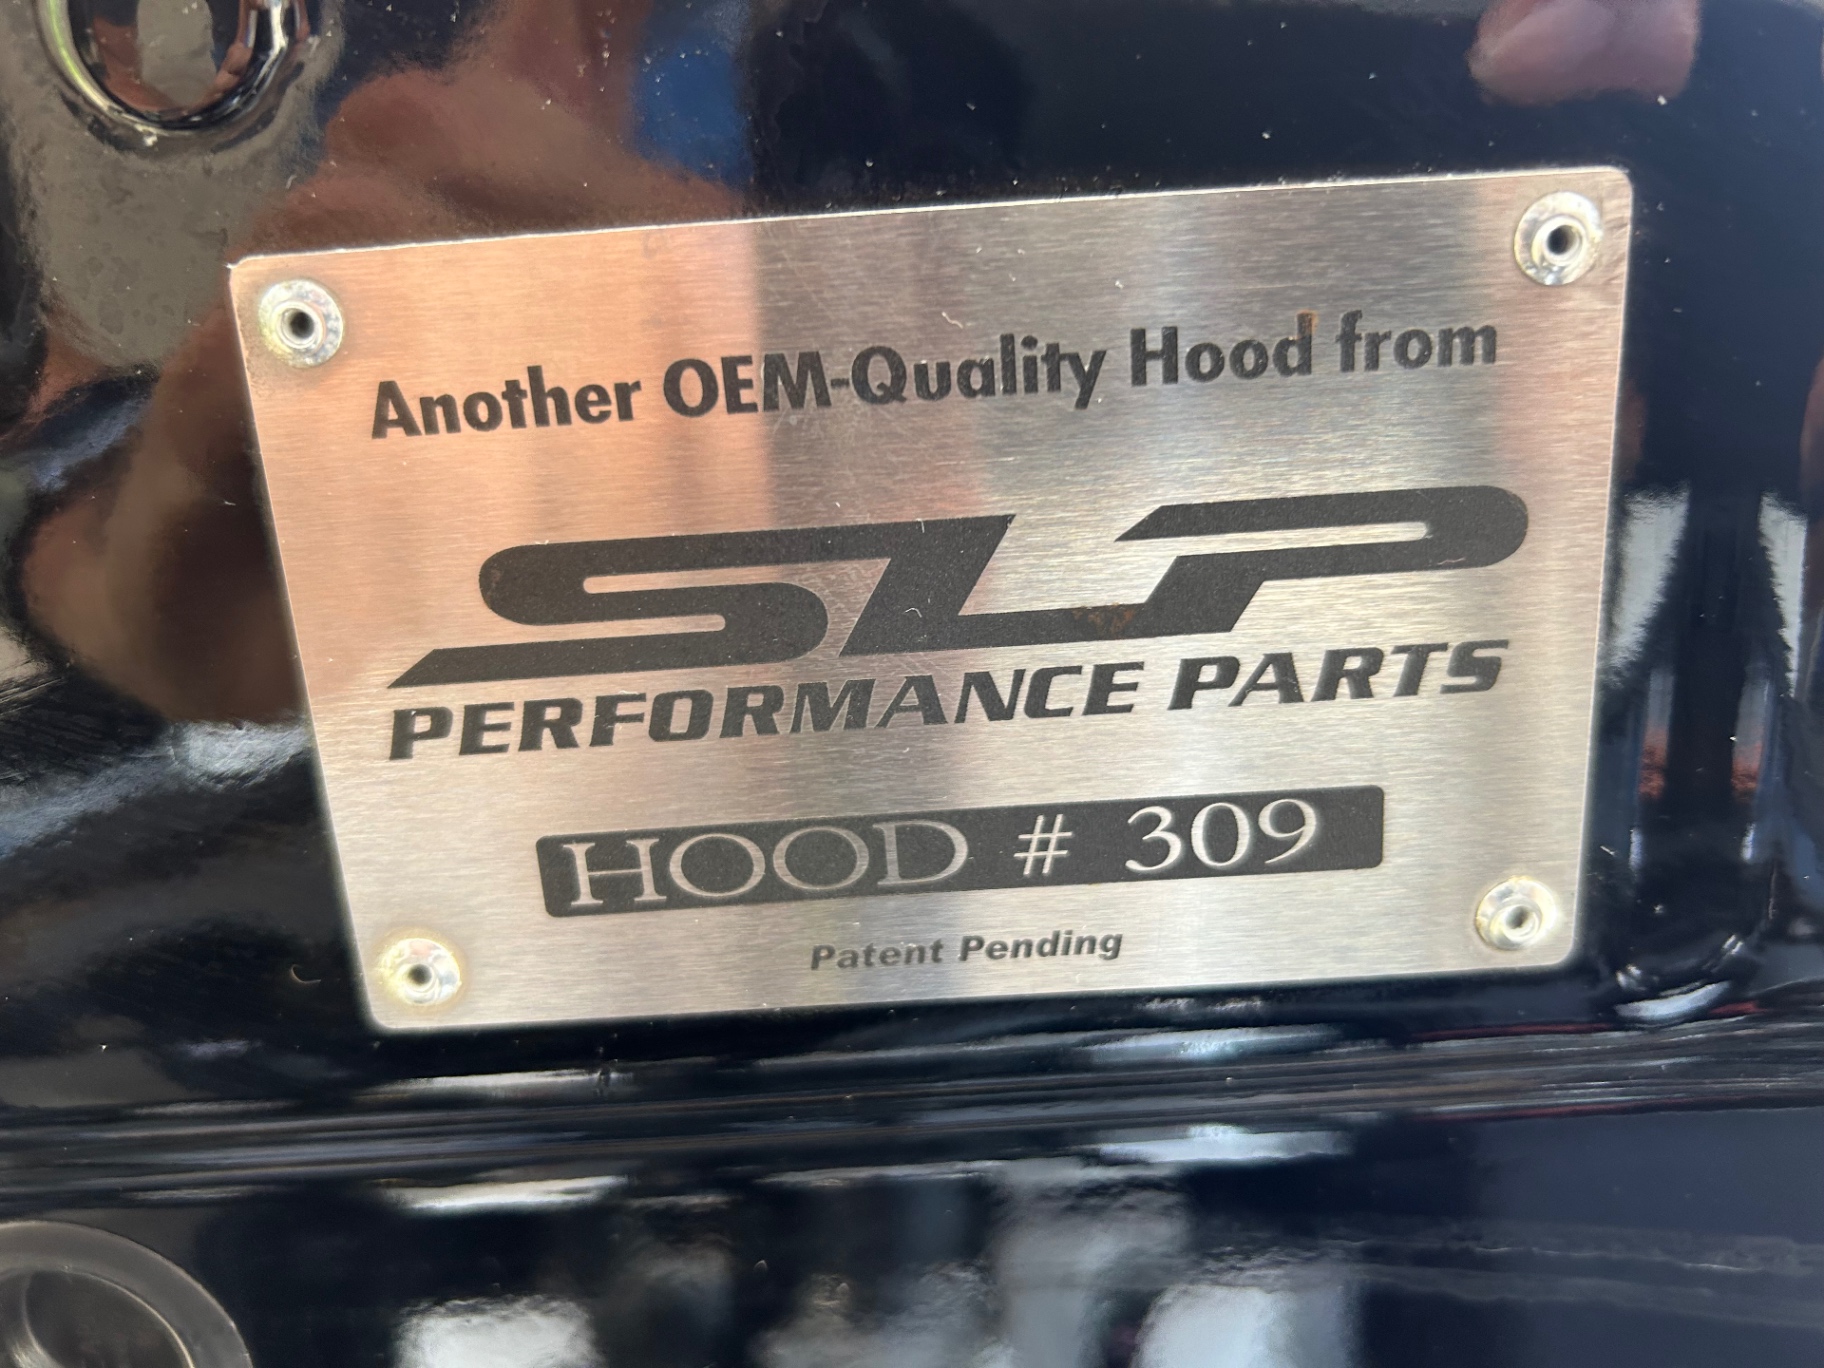 Another OEM-Quality Hood from
SLP
PERFORMANCE PARTS
HOOD # 309
Patent Pending